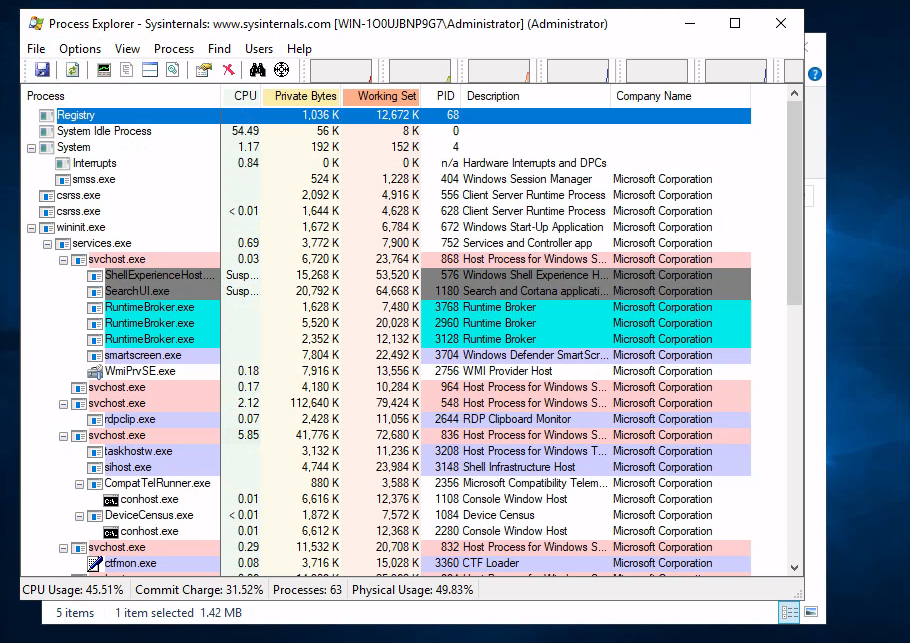 Process Explorer - Sysinternals: www.sysinternals.com [WIN-1O0UJBNP9G7\Administrator] (Administrator)
File Options View Process Find Users Help
Process CPU Private Bytes Working Set PID Description Company Name
Registry 1,036 K 12,672 K 68
System Idle Process 54.49 56 K 8 K 0
System 1.17 192 K 152 K 4
Interrupts 0.84 0 K 0 K n/a Hardware Interrupts and DPCs
smss.exe 524 K 1,228 K 404 Windows Session Manager Microsoft Corporation
csrss.exe 2,092 K 4,916 K 556 Client Server Runtime Process Microsoft Corporation
csrss.exe < 0.01 1,644 K 4,628 K 628 Client Server Runtime Process Microsoft Corporation
wininit.exe 1,672 K 6,784 K 672 Windows Start-Up Application Microsoft Corporation
services.exe 0.69 3,772 K 7,900 K 752 Services and Controller app Microsoft Corporation
svchost.exe 0.03 6,720 K 23,764 K 868 Host Process for Windows S... Microsoft Corporation
ShellExperienceHost.... Susp... 15,268 K 53,520 K 576 Windows Shell Experience H... Microsoft Corporation
SearchUI.exe Susp... 20,792 K 64,668 K 1180 Search and Cortana applicati... Microsoft Corporation
RuntimeBroker.exe 1,628 K 7,480 K 3768 Runtime Broker Microsoft Corporation
RuntimeBroker.exe 5,520 K 20,028 K 2960 Runtime Broker Microsoft Corporation
RuntimeBroker.exe 2,352 K 12,132 K 3128 Runtime Broker Microsoft Corporation
smartscreen.exe 7,804 K 22,492 K 3704 Windows Defender SmartScr... Microsoft Corporation
WmiPrvSE.exe 0.18 7,916 K 13,556 K 2756 WMI Provider Host Microsoft Corporation
svchost.exe 0.17 4,180 K 10,284 K 964 Host Process for Windows S... Microsoft Corporation
svchost.exe 2.12 112,640 K 79,424 K 548 Host Process for Windows S... Microsoft Corporation
rdpclip.exe 0.07 2,428 K 11,056 K 2644 RDP Clipboard Monitor Microsoft Corporation
svchost.exe 5.85 41,776 K 72,680 K 836 Host Process for Windows S... Microsoft Corporation
taskhostw.exe 3,132 K 11,236 K 3208 Host Process for Windows T... Microsoft Corporation
sihost.exe 4,744 K 23,984 K 3148 Shell Infrastructure Host Microsoft Corporation
CompatTelRunner.exe 880 K 3,588 K 2356 Microsoft Compatibility Telem... Microsoft Corporation
conhost.exe 0.01 6,616 K 12,376 K 1108 Console Window Host Microsoft Corporation
DeviceCensus.exe < 0.01 1,872 K 7,572 K 1084 Device Census Microsoft Corporation
conhost.exe 0.01 6,612 K 12,368 K 2280 Console Window Host Microsoft Corporation
svchost.exe 0.29 11,532 K 20,708 K 832 Host Process for Windows S... Microsoft Corporation
ctfmon.exe 0.08 3,716 K 15,028 K 3360 CTF Loader Microsoft Corporation
CPU Usage: 45.51% Commit Charge: 31.52% Processes: 63 Physical Usage: 49.83%
5 items 1 item selected 1.42 MB